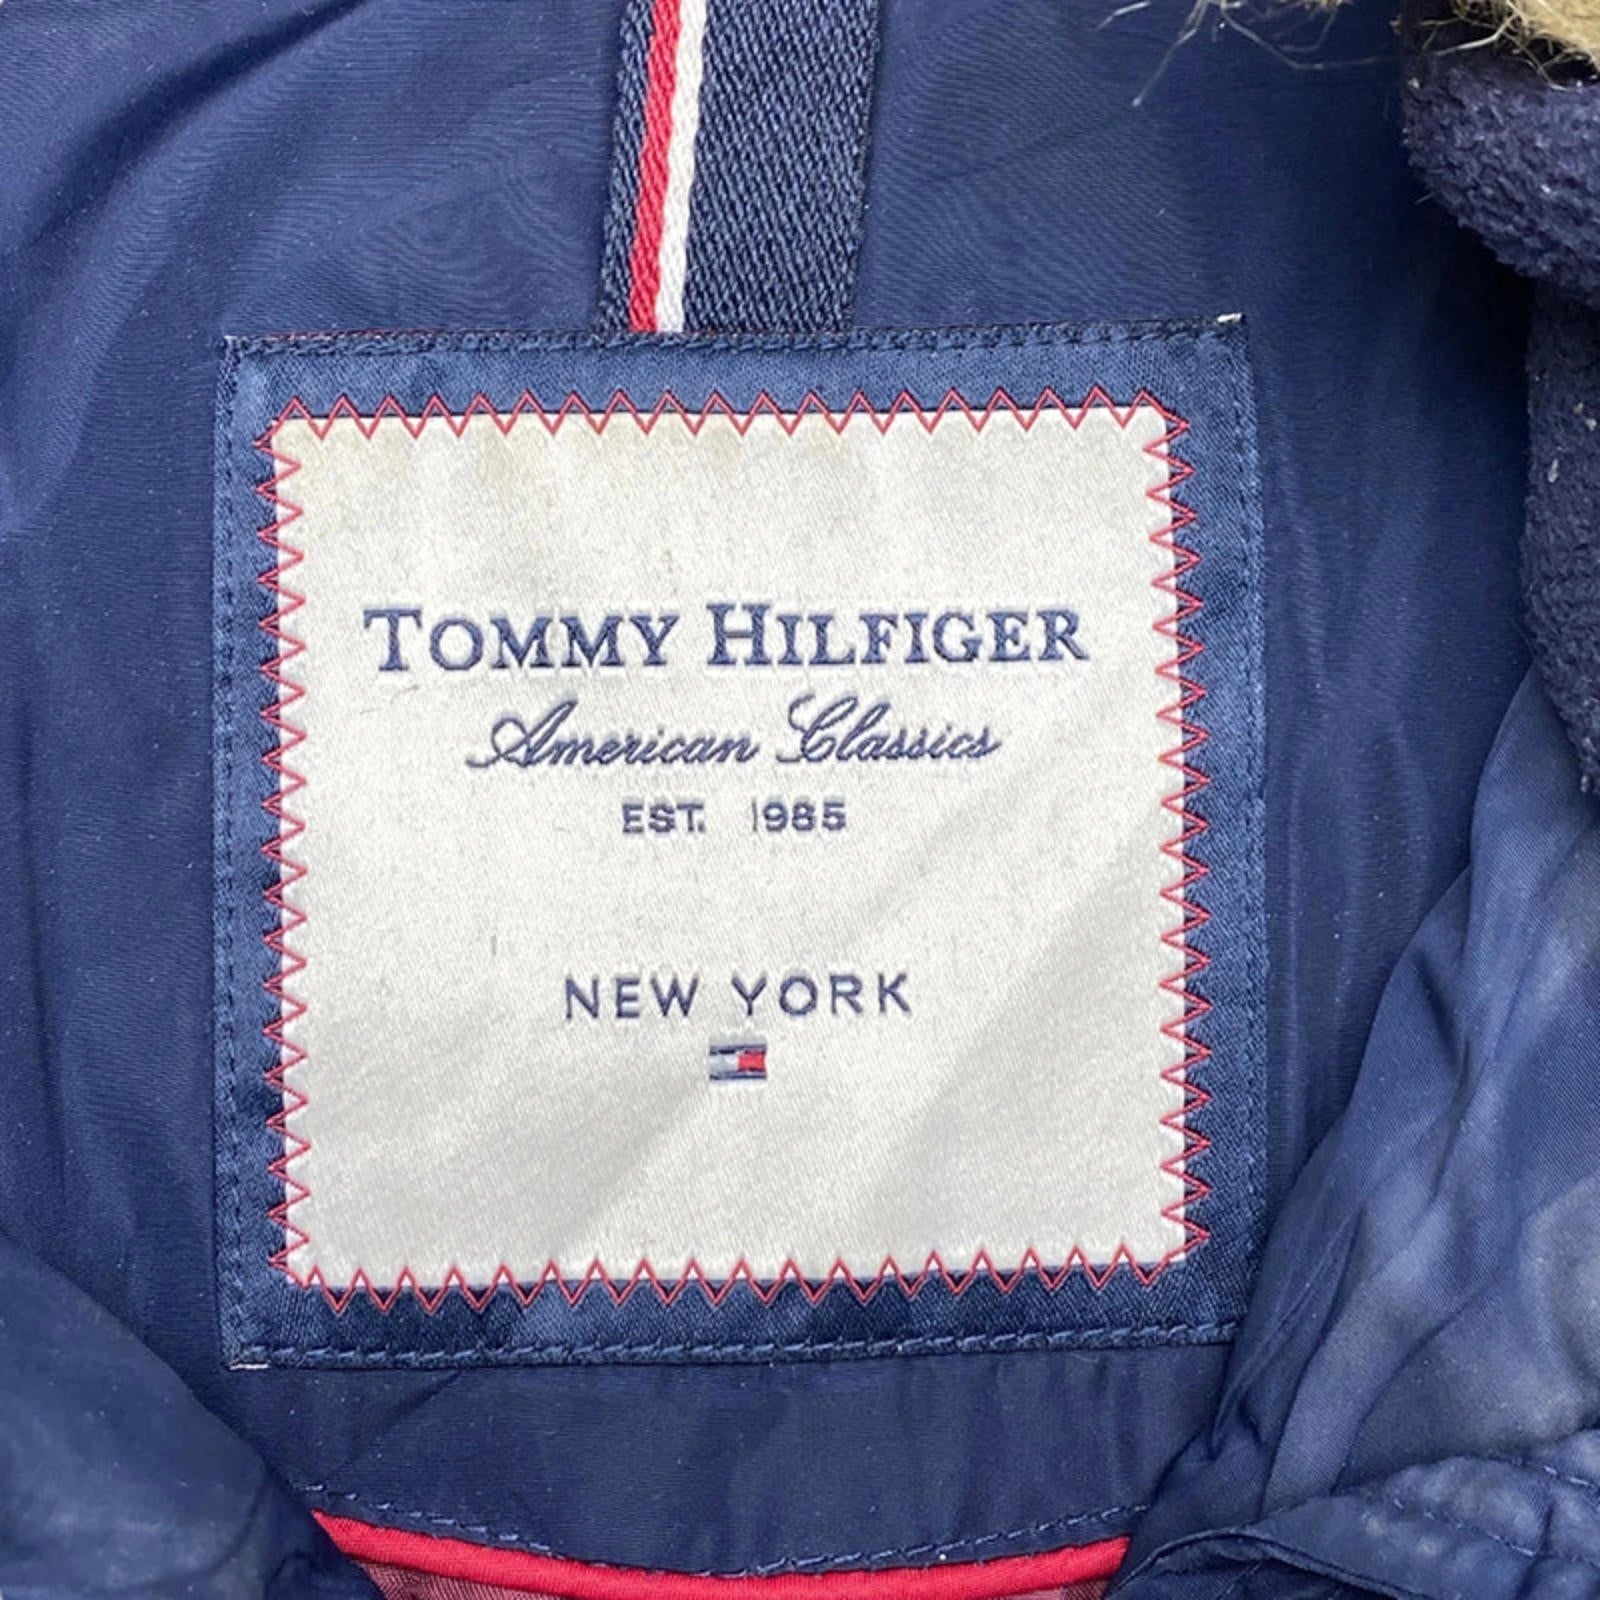 TOMMY HILFIGER
American Classics
EST. 1985
NEW YORK